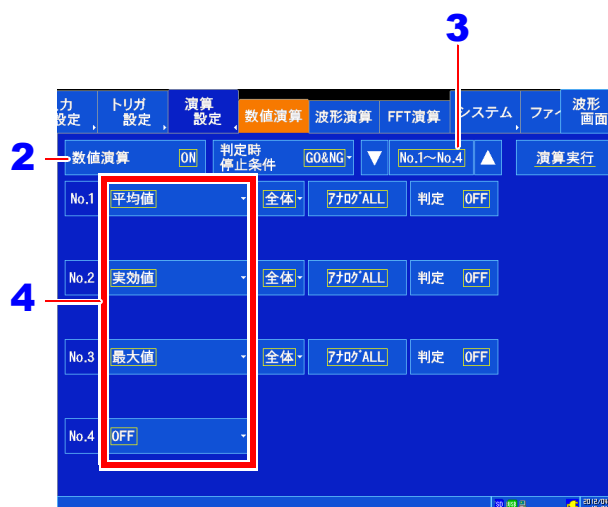 3
力 トリガ 演算 波形
設定 設定 設定 数値演算 波形演算 FFT演算 システム ファイ 画面
2 数値演算 ON 判定時 停止条件 GO&NG ▼ No.1~No.4 ▲ 演算実行
No.1 平均値 全体 アナログALL 判定 OFF
No.2 実効値 全体 アナログALL 判定 OFF
4
No.3 最大値 全体 アナログALL 判定 OFF
No.4 OFF
SD USB